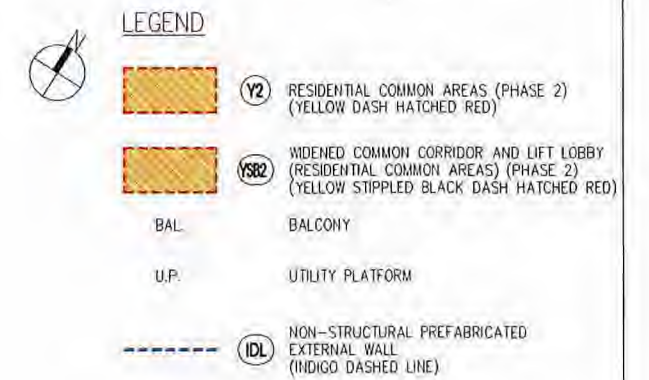 LEGEND
N
Y2 RESIDENTIAL COMMON AREAS (PHASE 2)
(YELLOW DASH HATCHED RED)
YSB2 WIDENED COMMON CORRIDOR AND LIFT LOBBY
(RESIDENTIAL COMMON AREAS) (PHASE 2)
(YELLOW STIPPLED BLACK DASH HATCHED RED)
BAL. BALCONY
U.P. UTILITY PLATFORM
IDL NON-STRUCTURAL PREFABRICATED
EXTERNAL WALL
(INDIGO DASHED LINE)